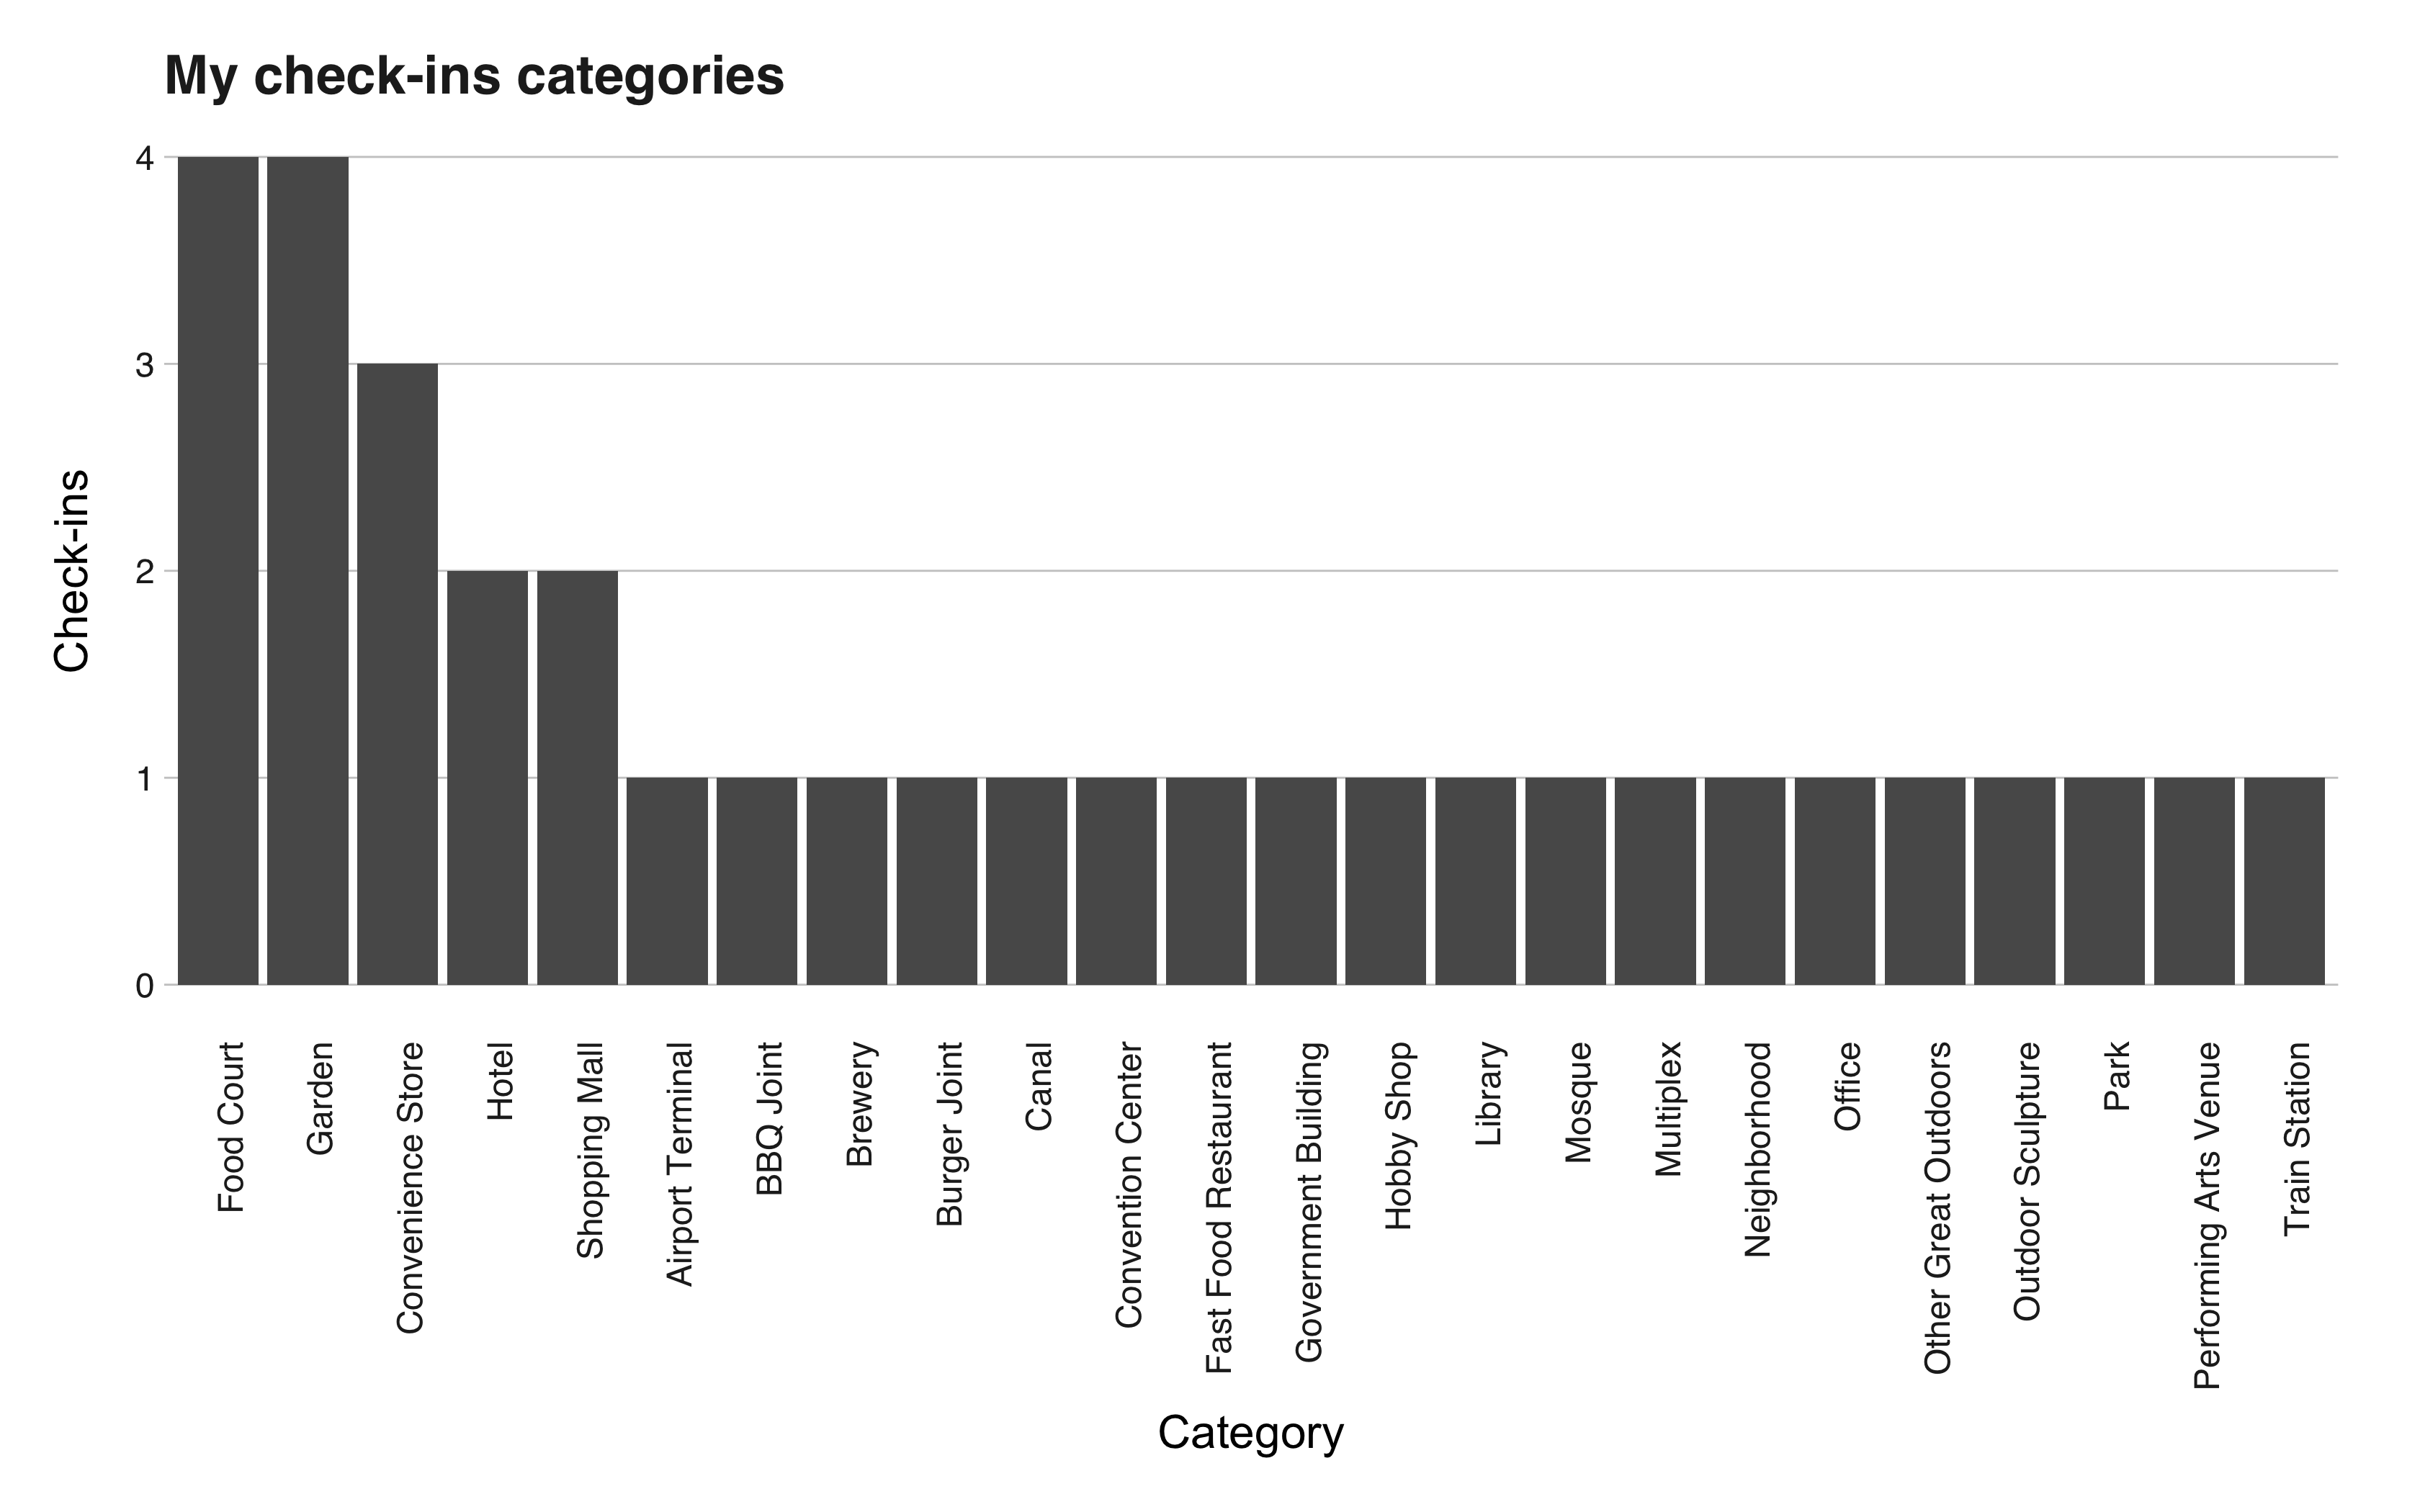 My check-ins categories
4
3
2
1
0
Check-ins
Food Court
Garden
Convenience Store
Hotel
Shopping Mall
Airport Terminal
BBQ Joint
Brewery
Burger Joint
Canal
Convention Center
Fast Food Restaurant
Government Building
Hobby Shop
Library
Mosque
Multiplex
Neighborhood
Office
Other Great Outdoors
Outdoor Sculpture
Park
Performing Arts Venue
Train Station
Category